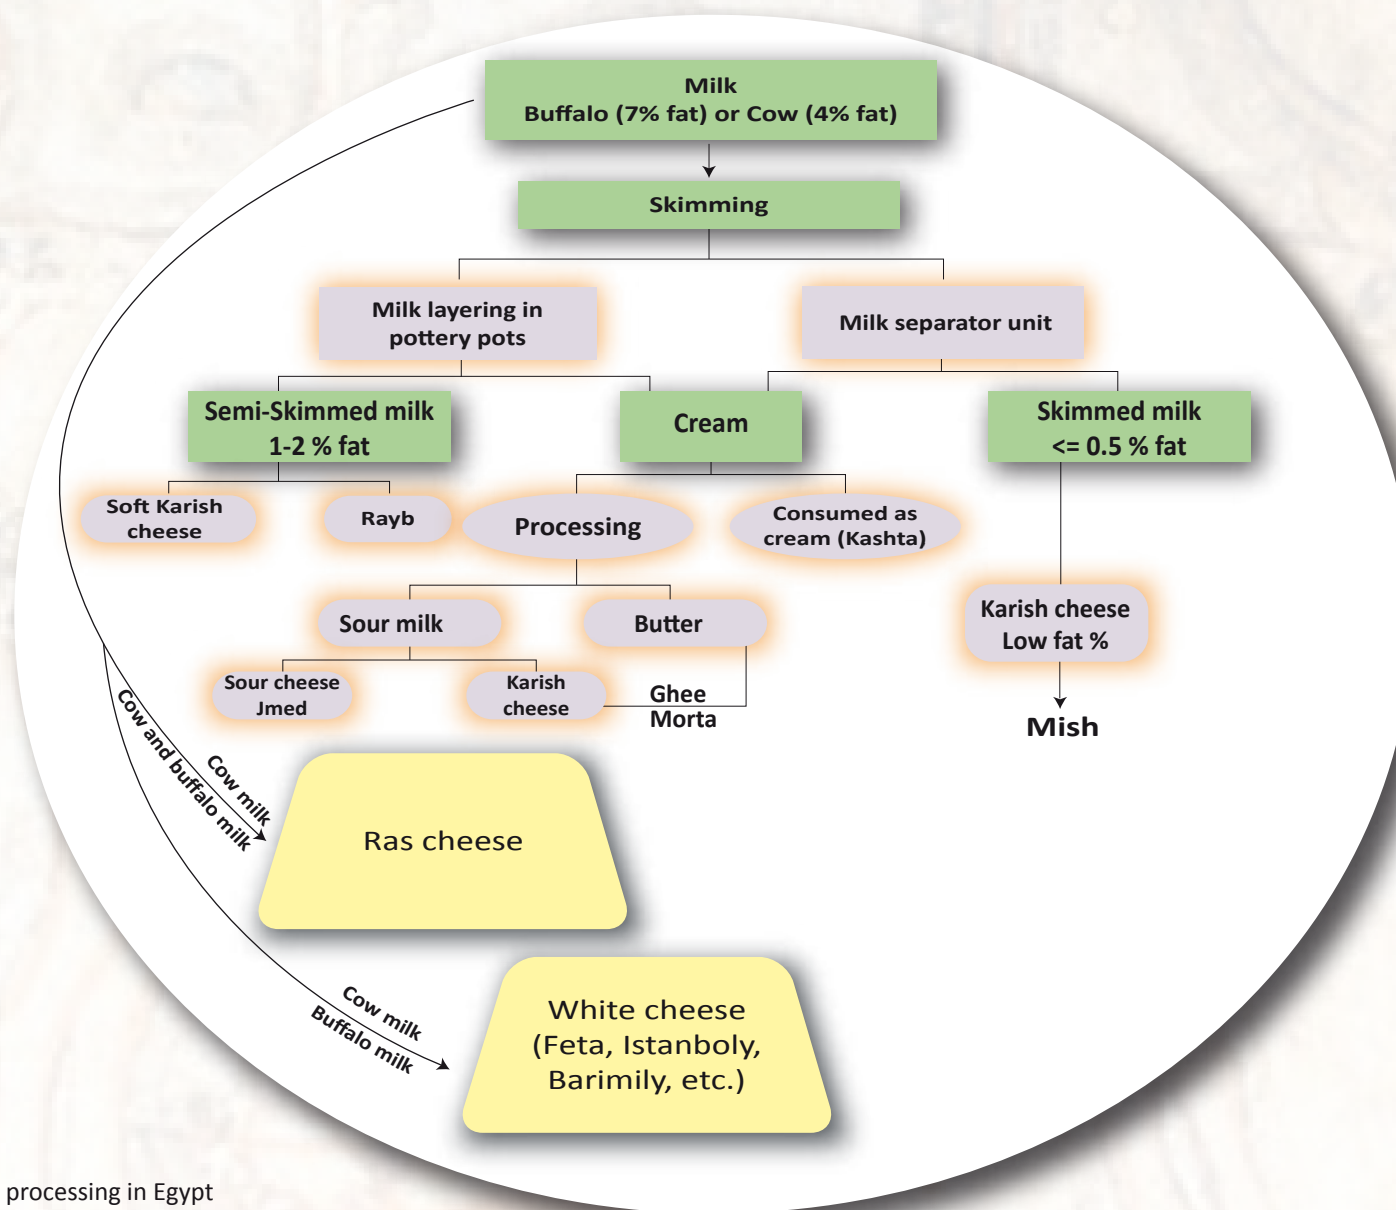 Milk
Buffalo (7% fat) or Cow (4% fat)
Skimming
Milk layering in
pottery pots
Milk separator unit
Semi-Skimmed milk
1-2 % fat
Cream
Skimmed milk
<= 0.5 % fat
Soft Karish
cheese
Rayb
Processing
Consumed as
cream (Kashta)
Sour milk
Butter
Karish cheese
Low fat %
Sour cheese
Jmed
Karish
cheese
Ghee
Morta
Mish
Cow milk
Cow and buffalo milk
Ras cheese
Cow milk
Buffalo milk
White cheese
(Feta, Istanboly,
Barimily, etc.)
processing in Egypt